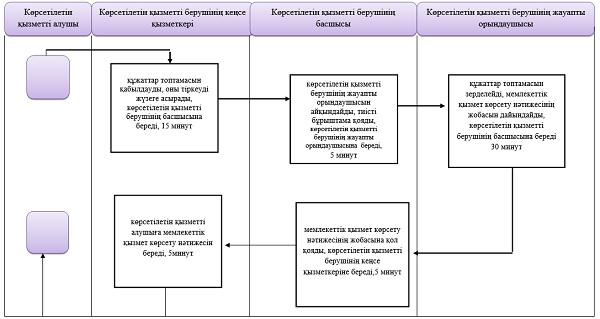 Көрсетілетін
қызметті алушы
Көрсетілетін қызметті берушінің кеңсе
қызметкері
Көрсетілетін қызметті берушінің
басшысы
Көрсетілетін қызметті берушінің жауапты
орындаушысы
құжаттар топтамасын
қабылдауды, оны тіркеуді
жүзеге асырады,
көрсетілетін қызметті
берушінің басшысына
береді, 15 минут
көрсетілетін қызметті
берушінің жауапты
орындаушысын
айқындайды, тиісті
бұрыштама қояды,
көрсетілетін қызметті
берушінің жауапты
орындаушысына береді,
5 минут
құжаттар топтамасын
зерделейді, мемлекеттік
қызмет көрсету нәтижесінің
жобасын дайындайды,
көрсетілетін қызметті
берушінің басшысына береді
30 минут
көрсетілетін қызметті
алушыға мемлекеттік
қызмет көрсету нәтижесін
береді, 5минут
мемлекеттік қызмет көрсету
нәтижесінің жобасына қол
қояды, көрсетілетін қызметті
берушінің кеңсе
қызметкеріне береді,5 минут